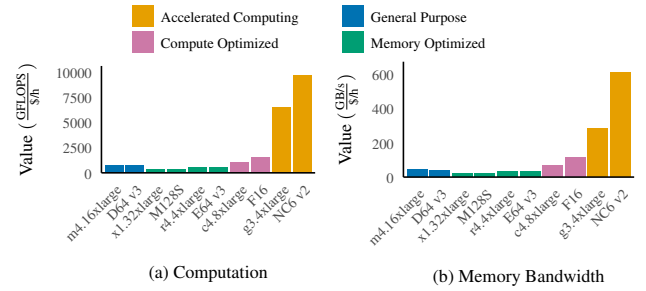 Accelerated Computing
General Purpose
Compute Optimized
Memory Optimized
Value (GFLOPS / $/h)
10000
7500
5000
2500
0
m4.16xlarge
D64 v3
x1.32xlarge
M128S
r4.4xlarge
E64 v3
c4.8xlarge
F16
g3.4xlarge
NC6 v2
(a) Computation
Value (GB/s / $/h)
600
400
200
0
m4.16xlarge
D64 v3
x1.32xlarge
M128S
r4.4xlarge
E64 v3
c4.8xlarge
F16
g3.4xlarge
NC6 v2
(b) Memory Bandwidth